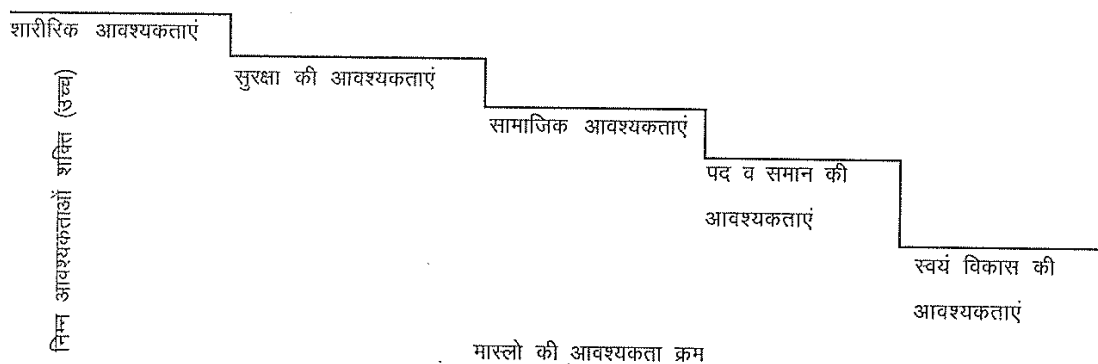 शारीरिक आवश्यकताएं
सुरक्षा की आवश्यकताएं
सामाजिक आवश्यकताएं
पद व समान की
आवश्यकताएं
स्वयं विकास की
आवश्यकताएं
निम्न आवश्यकताओं शक्ति (उच्च)
मास्लो की आवश्यकता क्रम